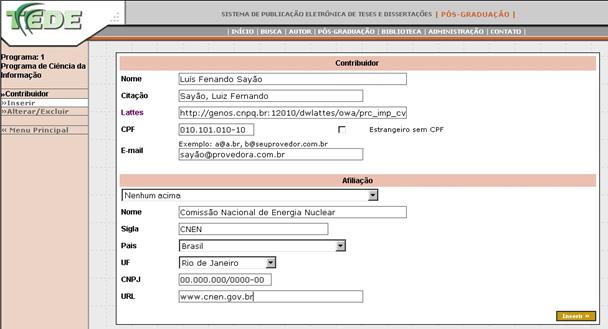 TEDE
SISTEMA DE PUBLICAÇÃO ELETRÔNICA DE TESES E DISSERTAÇÕES | PÓS-GRADUAÇÃO |
| INÍCIO | BUSCA | AUTOR | PÓS-GRADUAÇÃO | BIBLIOTECA | ADMINISTRAÇÃO | CONTATO |
Programa: 1
Programa de Ciência da
Informação
»Contribuidor
»Inserir
»Alterar/Excluir
« Menu Principal
Contribuidor
Nome Luís Fenando Sayão
Citação Sayão, Luiz Fernando
Lattes http://genos.cnpq.br:12010/dwlattes/owa/prc_imp_cv
CPF 010.101.010-10 Estrangeiro sem CPF
Exemplo: a@a.br, b@seuprovedor.com.br
E-mail sayão@provedora.com.br
Afiliação
Nenhum acima
Nome Comissão Nacional de Energia Nuclear
Sigla CNEN
País Brasil
UF Rio de Janeiro
CNPJ 00.000.000/0000-00
URL www.cnen.gov.br
Inserir »